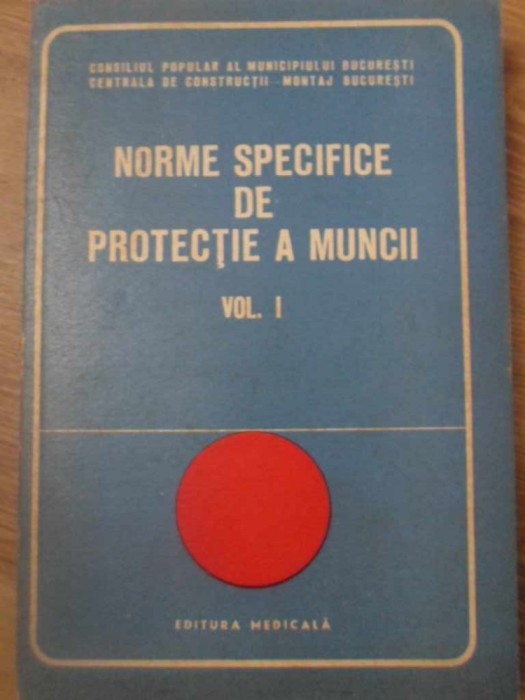 CONSILIUL POPULAR AL MUNICIPIULUI BUCUREȘTI
CENTRALA DE CONSTRUCȚII - MONTAJ BUCUREȘTI
NORME SPECIFICE
DE
PROTECȚIE A MUNCII
VOL. I
EDITURA MEDICALĂ